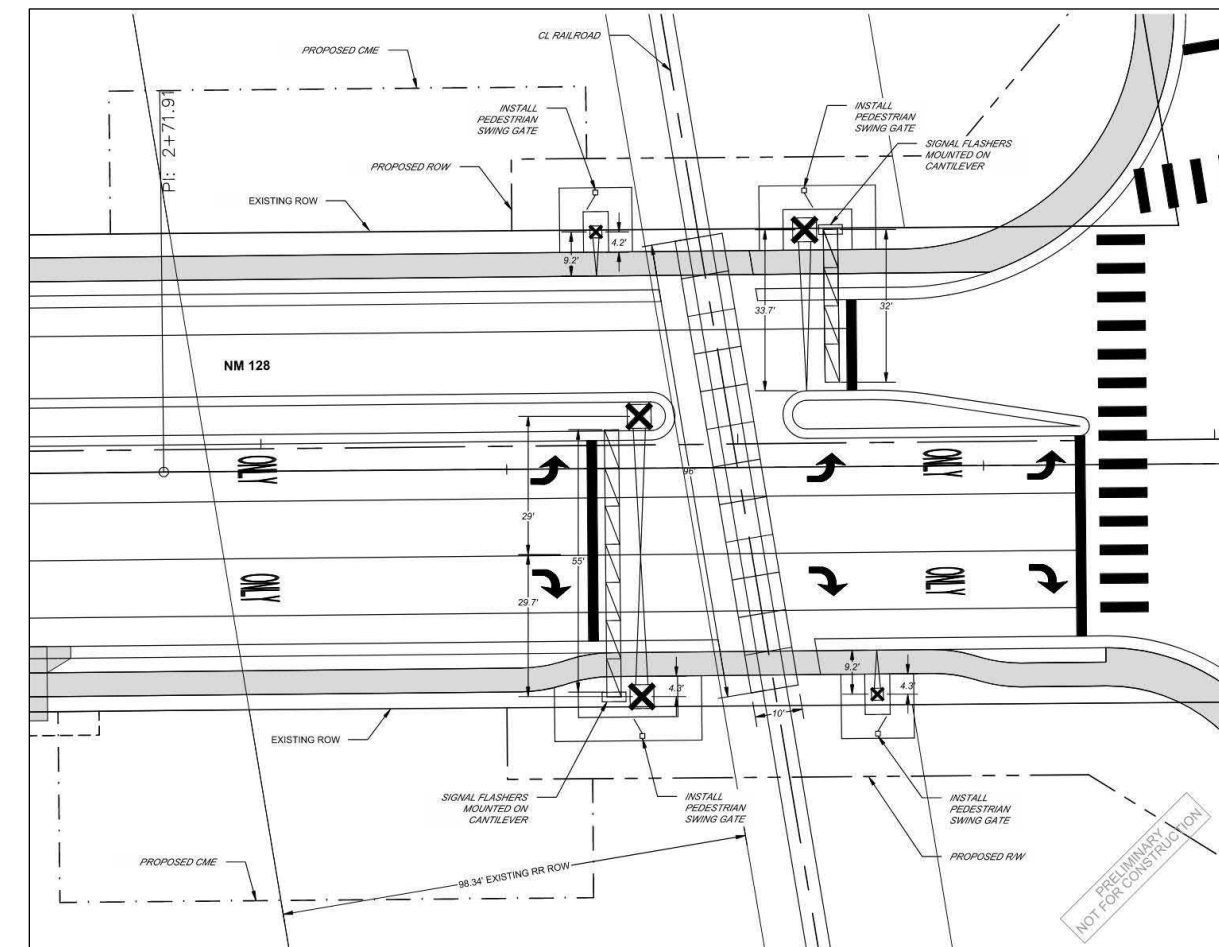 CL RAILROAD
PROPOSED CME
INSTALL
PEDESTRIAN
SWING GATE
INSTALL
PEDESTRIAN
SWING GATE
SIGNAL FLASHERS
MOUNTED ON
CANTILEVER
PI: 2+71.91
PROPOSED ROW
EXISTING ROW
4.2'
9.2'
33.7'
32'
NM 128
96'
ONLY
ONLY
29'
55'
29.7'
ONLY
ONLY
9.2'
4.3'
4.3'
10'
EXISTING ROW
SIGNAL FLASHERS
MOUNTED ON
CANTILEVER
INSTALL
PEDESTRIAN
SWING GATE
INSTALL
PEDESTRIAN
SWING GATE
PROPOSED CME
98.34' EXISTING RR ROW
PROPOSED R/W
PRELIMINARY
NOT FOR CONSTRUCTION